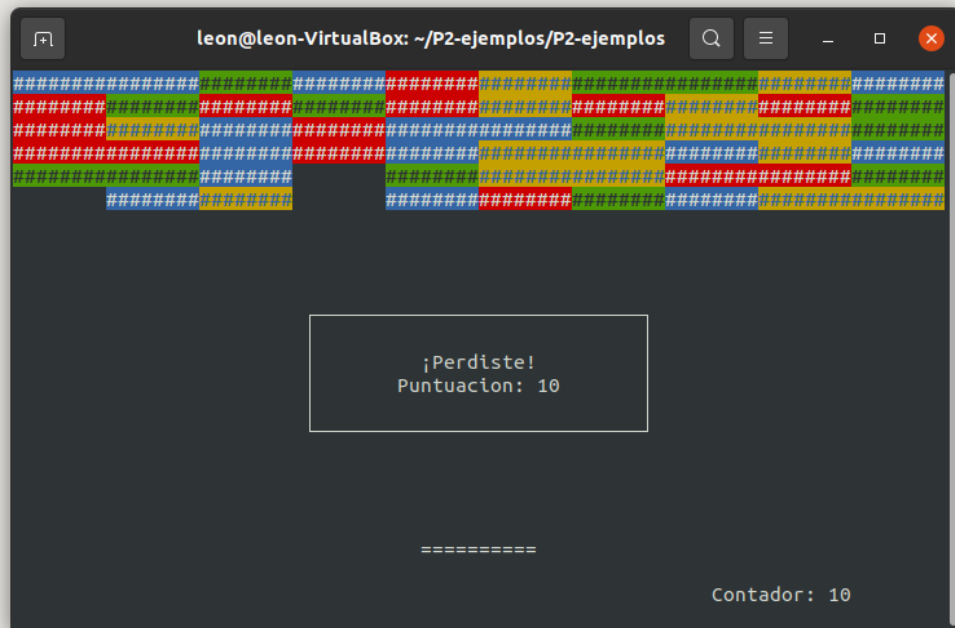 leon@leon-VirtualBox: ~/P2-ejemplos/P2-ejemplos
################################################################################
################################################################################
################################################################################
################################################################################
########################        ################################################
        ################        ################################################
¡Perdiste!
Puntuacion: 10
==========
Contador: 10